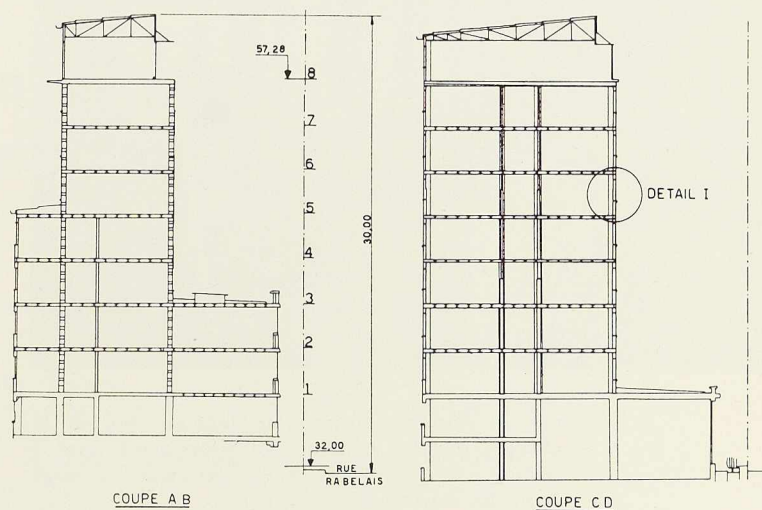 57,28
8
7
6
5
4
3
2
1
30,00
32,00
RUE
RABELAIS
COUPE A B
DETAIL I
COUPE C D